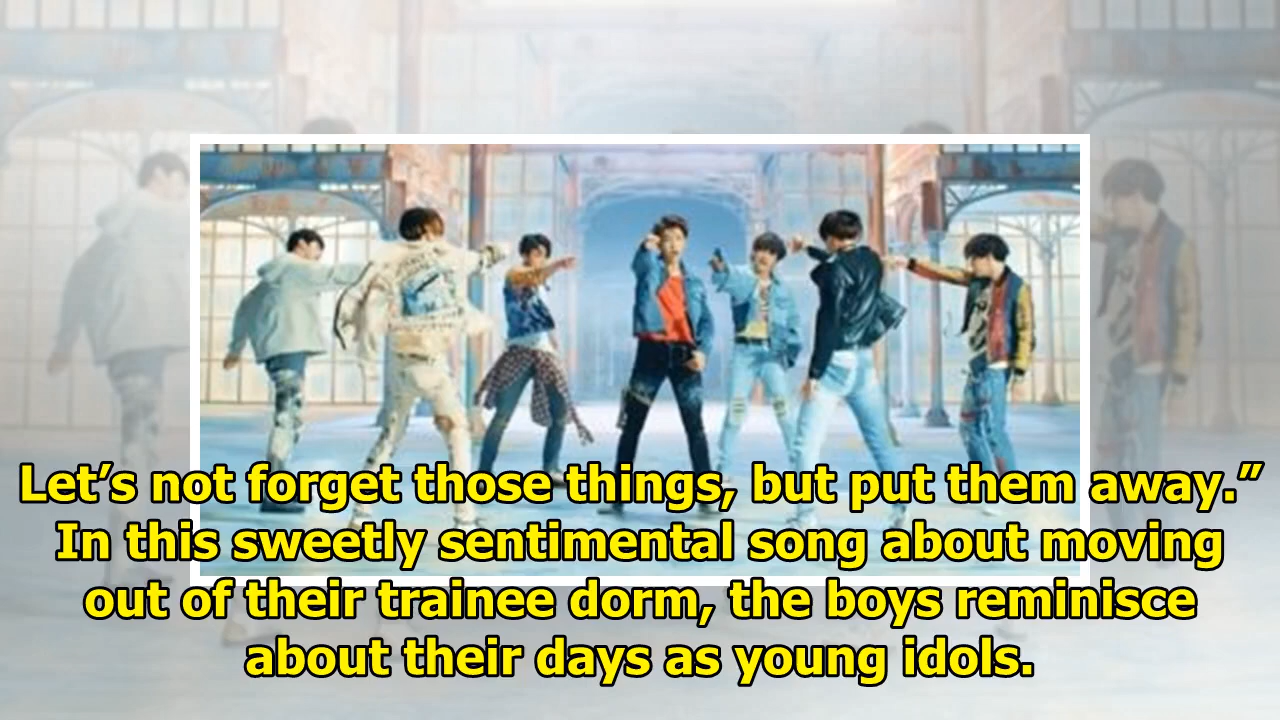 Let’s not forget those things, but put them away.”
In this sweetly sentimental song about moving
out of their trainee dorm, the boys reminisce
about their days as young idols.